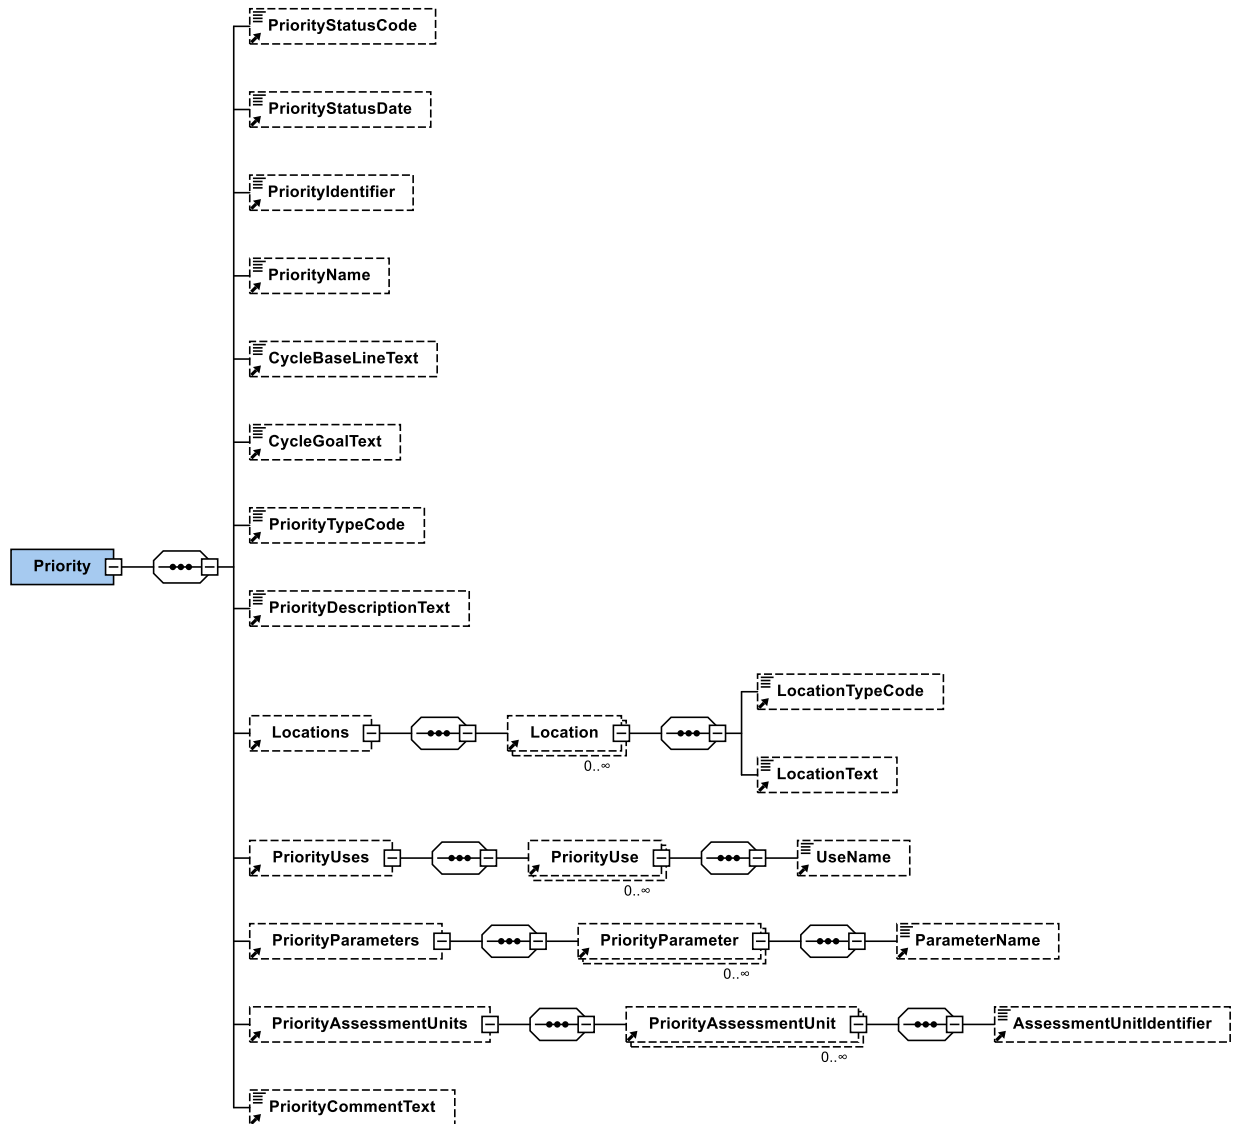 PriorityStatusCode
PriorityStatusDate
PriorityIdentifier
PriorityName
CycleBaseLineText
CycleGoalText
PriorityTypeCode
Priority
PriorityDescriptionText
LocationTypeCode
Locations
Location
0..∞
LocationText
PriorityUses
PriorityUse
UseName
0..∞
PriorityParameters
PriorityParameter
ParameterName
0..∞
PriorityAssessmentUnits
PriorityAssessmentUnit
AssessmentUnitIdentifier
0..∞
PriorityCommentText